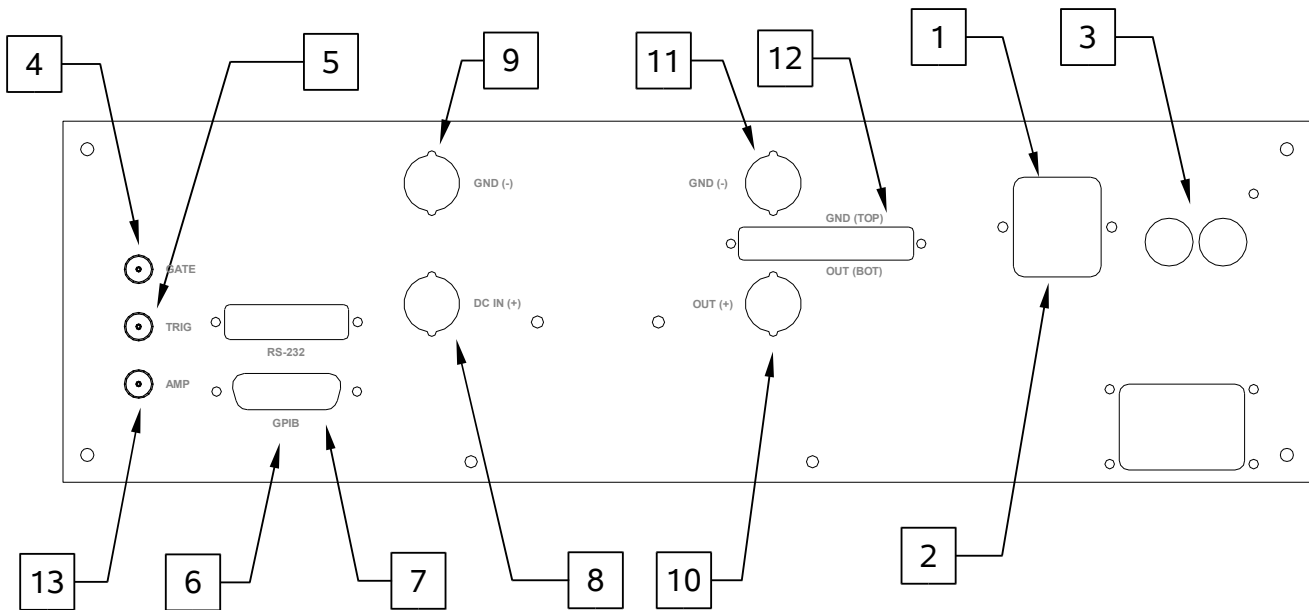 1
3
4
5
9
11
12
GND (-)
GND (-)
GND (TOP)
GATE
OUT (BOT)
DC IN (+)
OUT (+)
TRIG
RS-232
AMP
GPIB
13
6
7
8
10
2